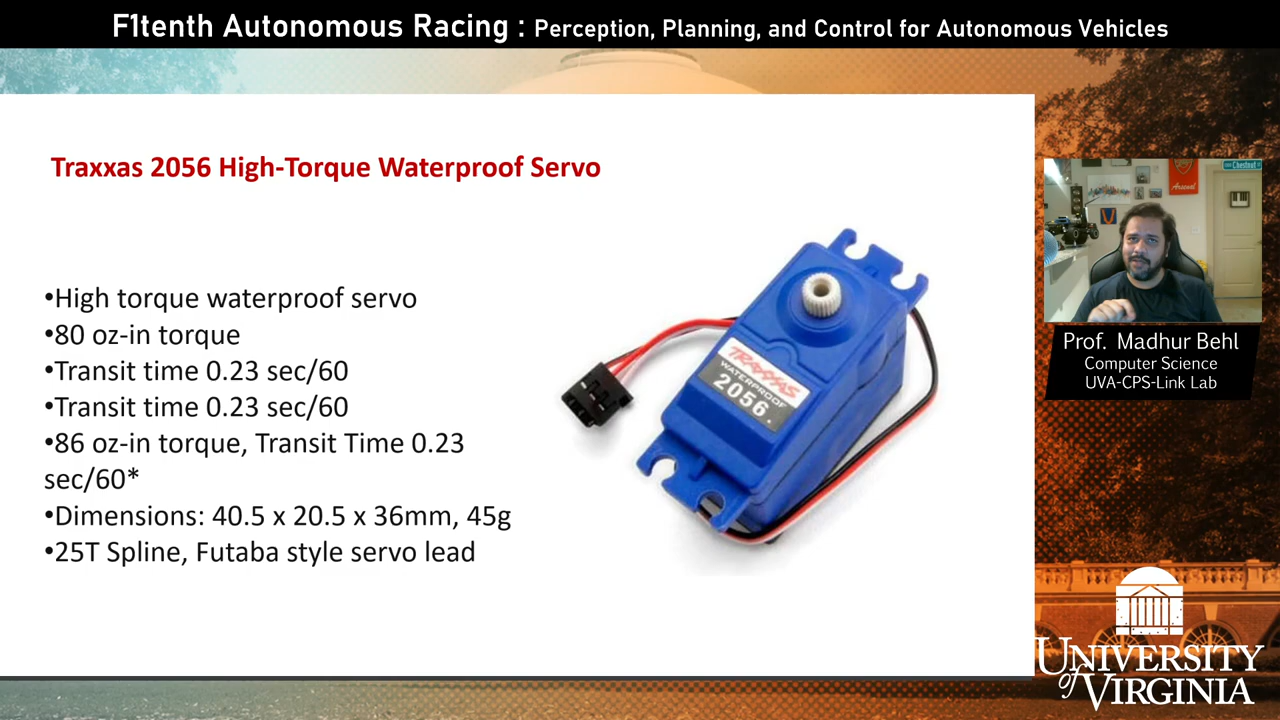 F1tenth Autonomous Racing : Perception, Planning, and Control for Autonomous Vehicles
Traxxas 2056 High-Torque Waterproof Servo
•High torque waterproof servo
•80 oz-in torque
•Transit time 0.23 sec/60
•Transit time 0.23 sec/60
•86 oz-in torque, Transit Time 0.23
sec/60*
•Dimensions: 40.5 x 20.5 x 36mm, 45g
•25T Spline, Futaba style servo lead
TRAXXAS
WATERPROOF
2056
Chestnut
Arsenal
Prof. Madhur Behl
Computer Science
UVA-CPS-Link Lab
UNIVERSITY
of VIRGINIA